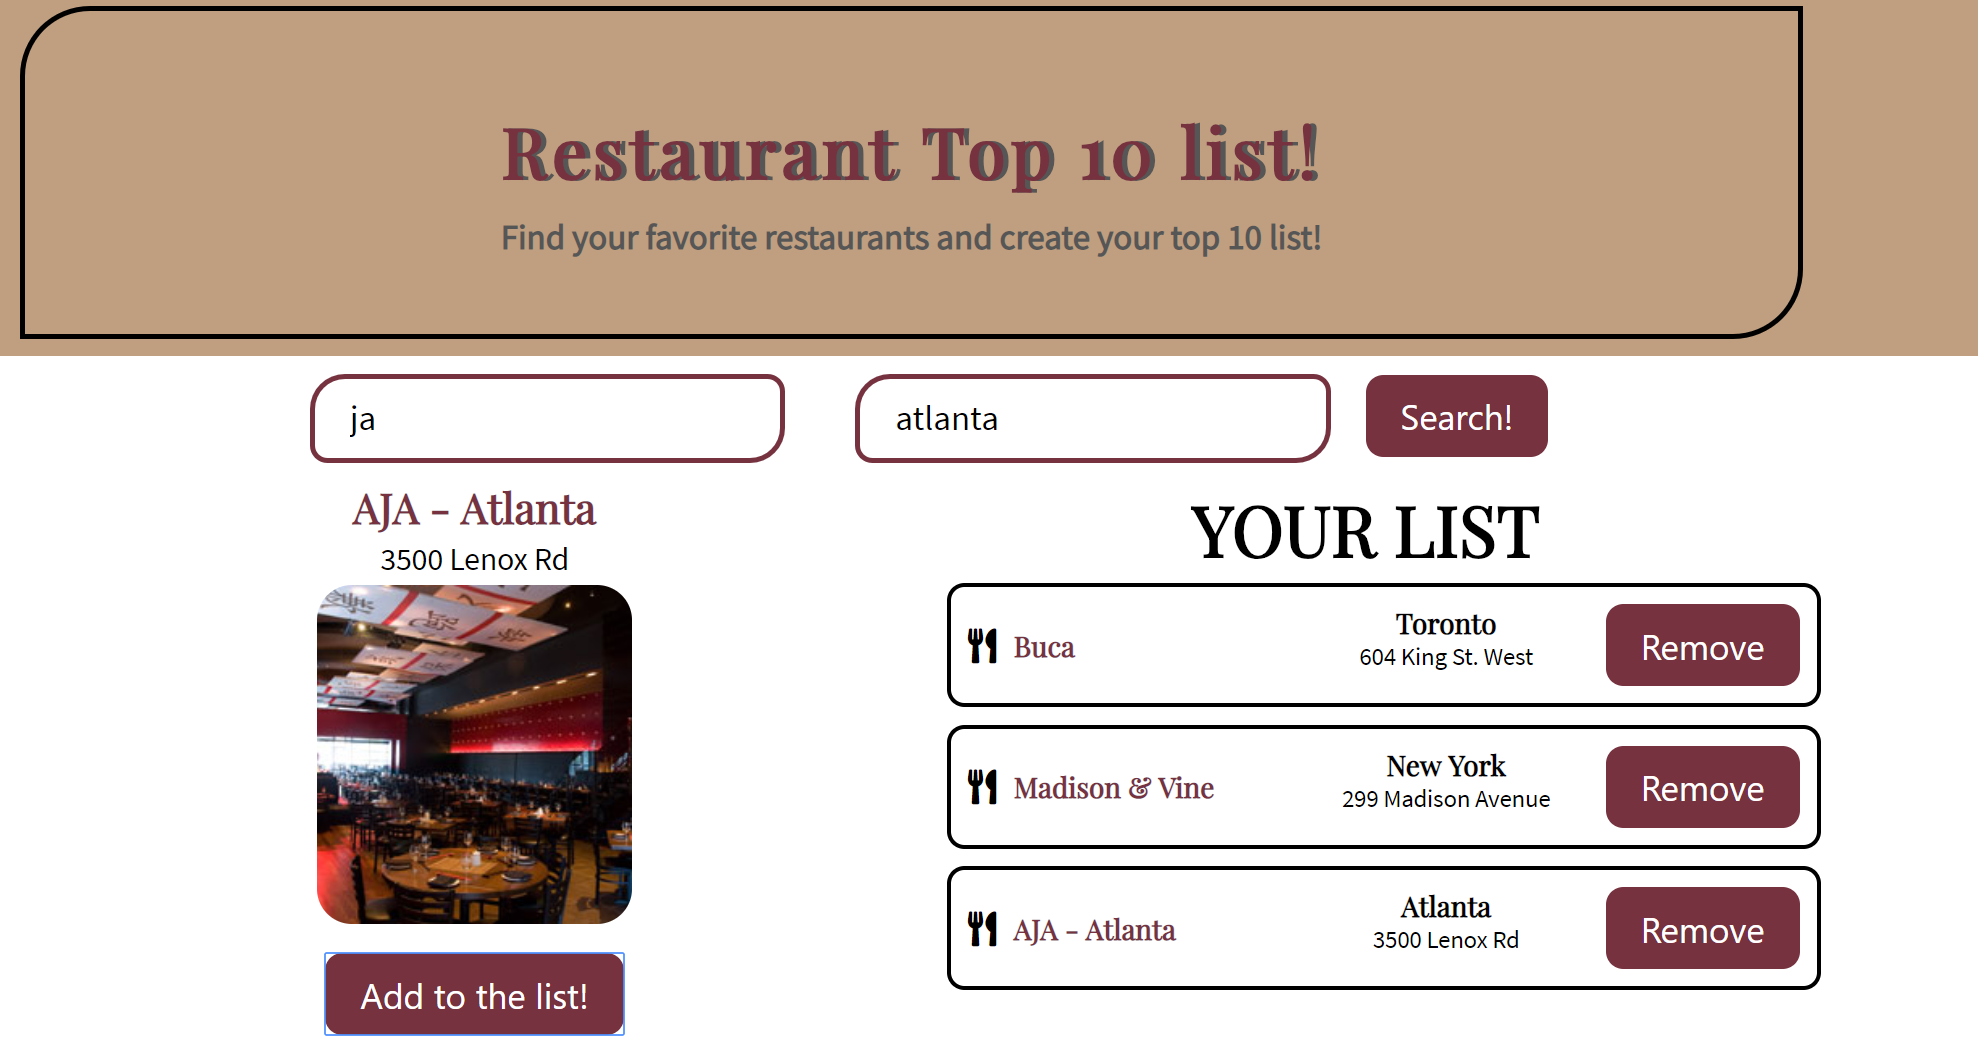 Restaurant Top 10 list!
Find your favorite restaurants and create your top 10 list!
ja
atlanta
Search!
AJA - Atlanta
3500 Lenox Rd
Add to the list!
YOUR LIST
Buca
Toronto
604 King St. West
Remove
Madison & Vine
New York
299 Madison Avenue
Remove
AJA - Atlanta
Atlanta
3500 Lenox Rd
Remove